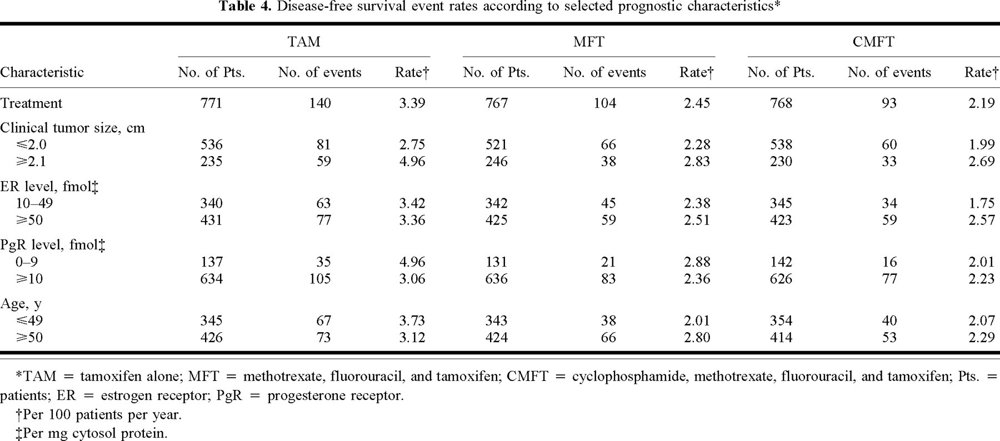 Table 4. Disease-free survival event rates according to selected prognostic characteristics*
TAM MFT CMFT
Characteristic No. of Pts. No. of events Rate† No. of Pts. No. of events Rate† No. of Pts. No. of events Rate†
Treatment 771 140 3.39 767 104 2.45 768 93 2.19
Clinical tumor size, cm
⩽2.0 536 81 2.75 521 66 2.28 538 60 1.99
⩾2.1 235 59 4.96 246 38 2.83 230 33 2.69
ER level, fmol‡
10–49 340 63 3.42 342 45 2.38 345 34 1.75
⩾50 431 77 3.36 425 59 2.51 423 59 2.57
PgR level, fmol‡
0–9 137 35 4.96 131 21 2.88 142 16 2.01
⩾10 634 105 3.06 636 83 2.36 626 77 2.23
Age, y
⩽49 345 67 3.73 343 38 2.01 354 40 2.07
⩾50 426 73 3.12 424 66 2.80 414 53 2.29
*TAM = tamoxifen alone; MFT = methotrexate, fluorouracil, and tamoxifen; CMFT = cyclophosphamide, methotrexate, fluorouracil, and tamoxifen; Pts. =
patients; ER = estrogen receptor; PgR = progesterone receptor.
†Per 100 patients per year.
‡Per mg cytosol protein.